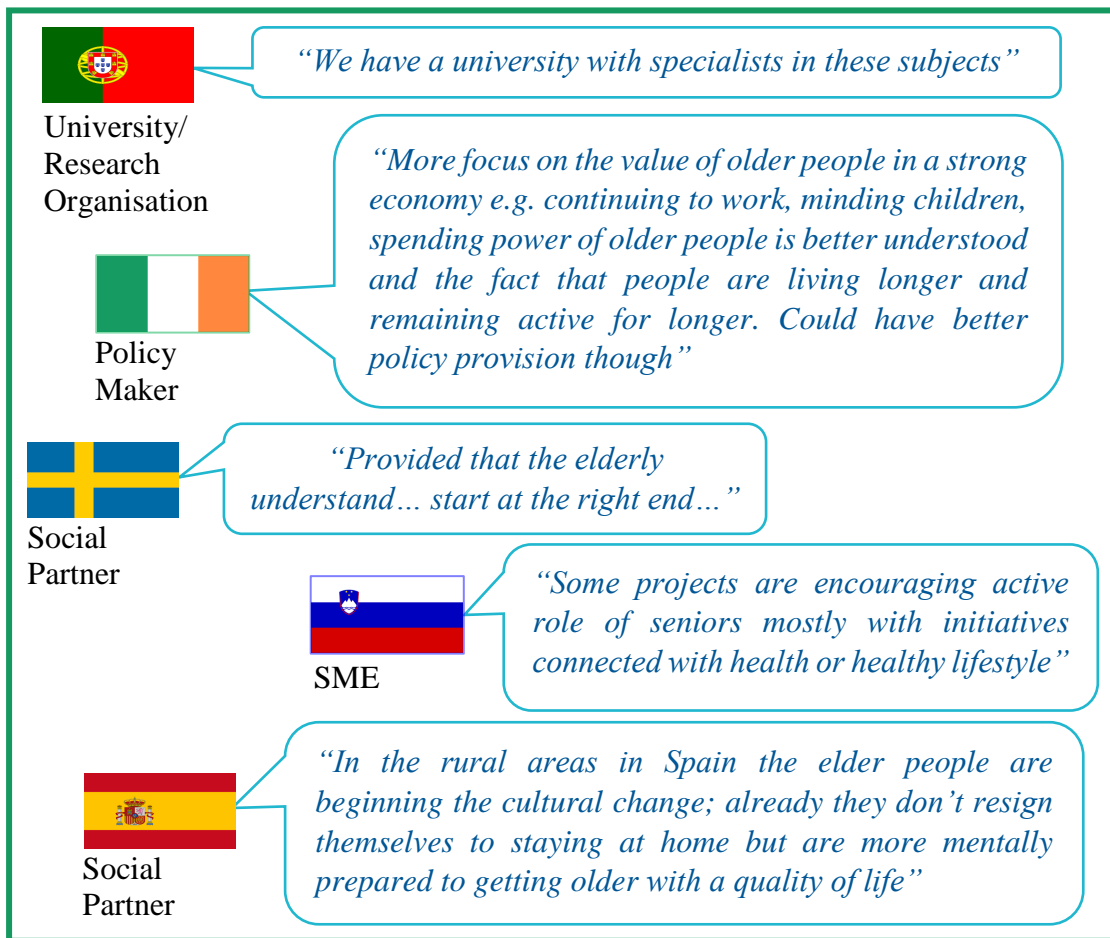 “We have a university with specialists in these subjects”
University/
Research
Organisation
“More focus on the value of older people in a strong
economy e.g. continuing to work, minding children,
spending power of older people is better understood
and the fact that people are living longer and
remaining active for longer. Could have better
policy provision though”
Policy
Maker
“Provided that the elderly
understand… start at the right end…”
Social
Partner
“Some projects are encouraging active
role of seniors mostly with initiatives
connected with health or healthy lifestyle”
SME
“In the rural areas in Spain the elder people are
beginning the cultural change; already they don’t resign
themselves to staying at home but are more mentally
prepared to getting older with a quality of life”
Social
Partner